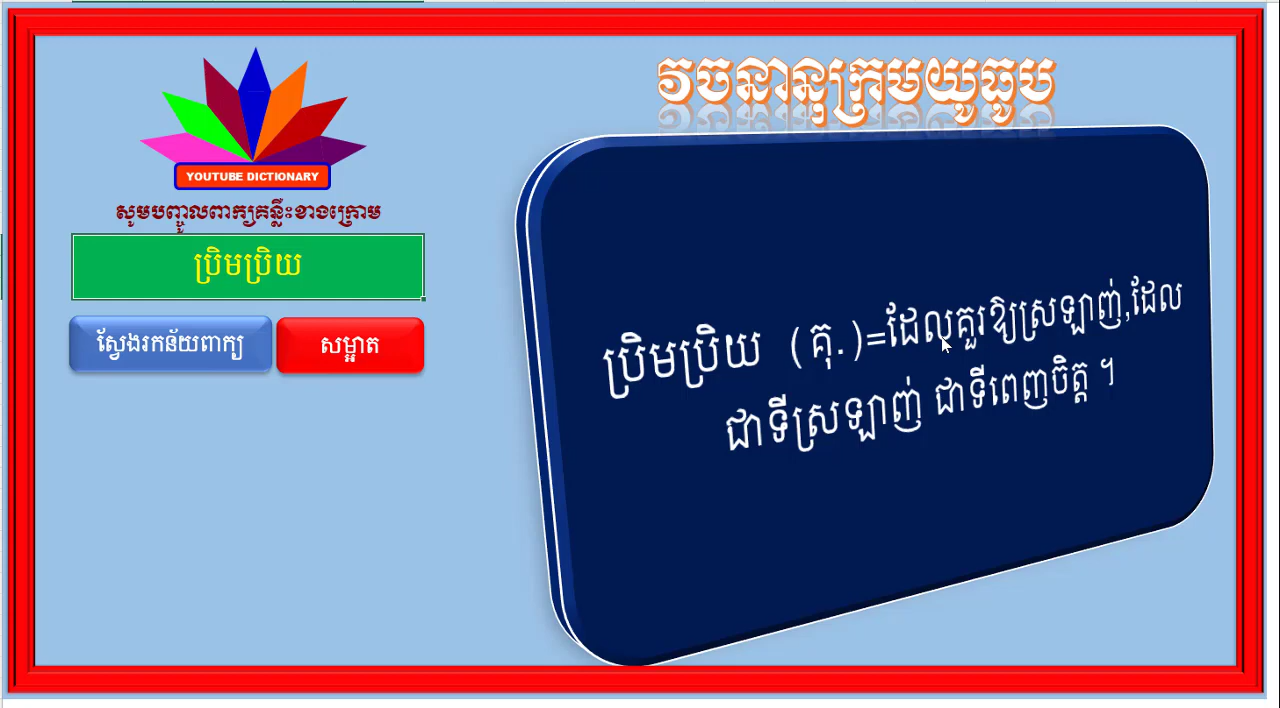 វចនានុក្រមយូធូប
YOUTUBE DICTIONARY
សូមបញ្ចូលពាក្យគន្លឹះខាងក្រោម
ប្រិមប្រិយ
ស្វែងរកន័យពាក្យ
សម្អាត
ប្រិមប្រិយ (គុ.)=ដែលគួរឱ្យស្រឡាញ់,ដែល
ជាទីស្រឡាញ់ ជាទីពេញចិត្ត ។